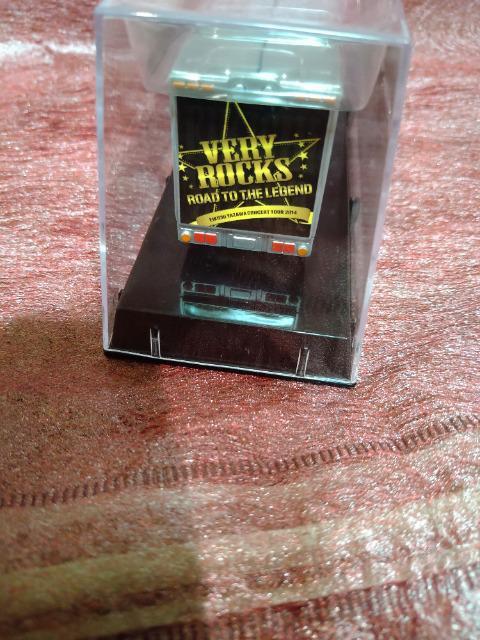 VERY
ROCKS
ROAD TO THE LEGEND
EIKICHI YAZAWA CONCERT TOUR 2014